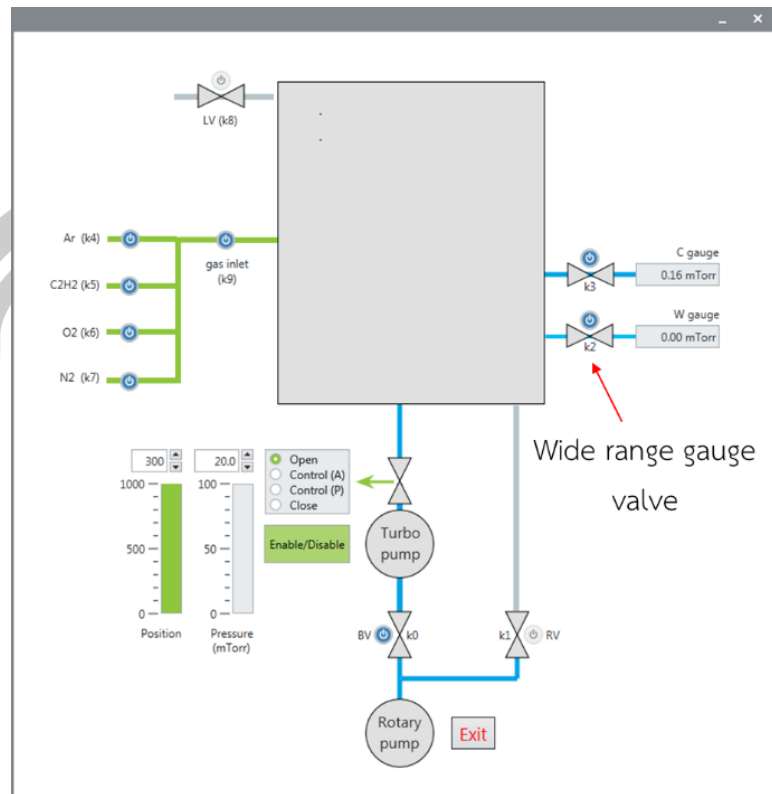 LV (k8)
Ar (k4)
C2H2 (k5)
O2 (k6)
N2 (k7)
gas inlet
(k9)
C gauge
0.16 mTorr
k3
W gauge
0.00 mTorr
k2
Wide range gauge
valve
300
20.0
Open
Control (A)
Control (P)
Close
Enable/Disable
1000
500
0
Position
100
50
0
Pressure
(mTorr)
Turbo
pump
BV
k0
k1
RV
Rotary
pump
Exit